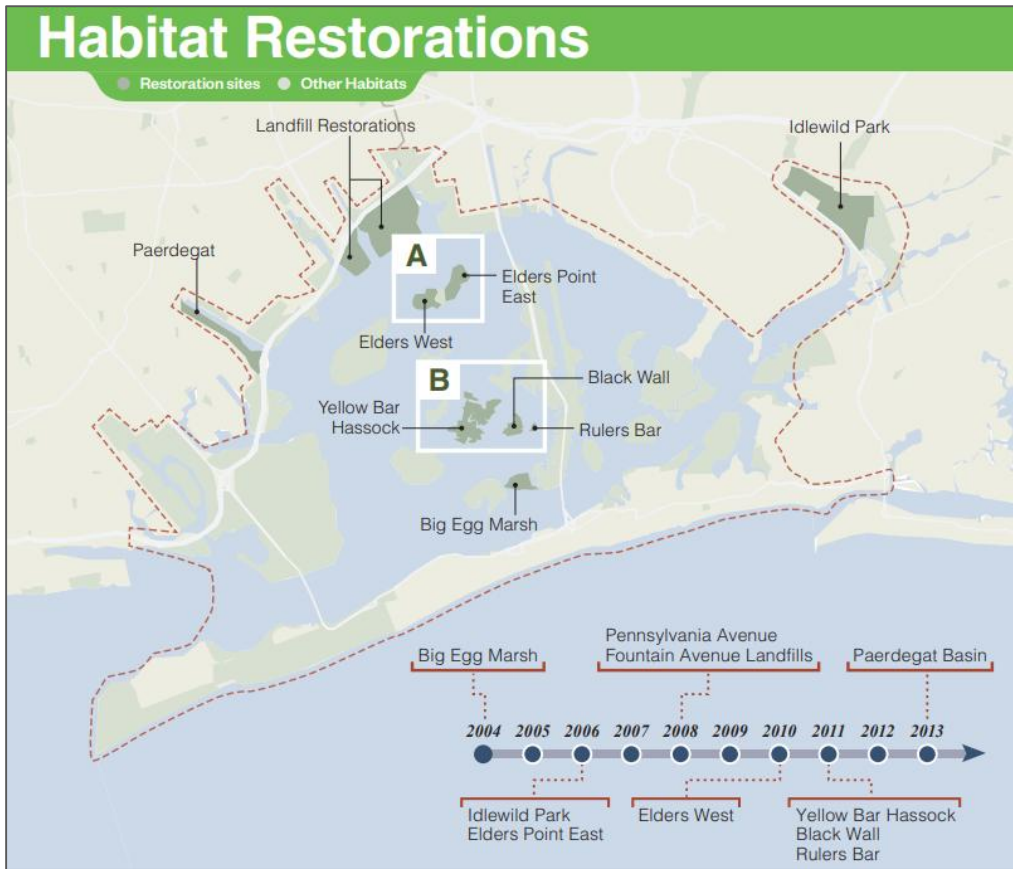 Habitat Restorations
Restoration sites
Other Habitats
Landfill Restorations
Idlewild Park
Paerdegat
A
Elders Point
East
Elders West
B
Black Wall
Yellow Bar
Hassock
Rulers Bar
Big Egg Marsh
Big Egg Marsh
Pennsylvania Avenue
Fountain Avenue Landfills
Paerdegat Basin
2004 2005 2006 2007 2008 2009 2010 2011 2012 2013
Idlewild Park
Elders Point East
Elders West
Yellow Bar Hassock
Black Wall
Rulers Bar